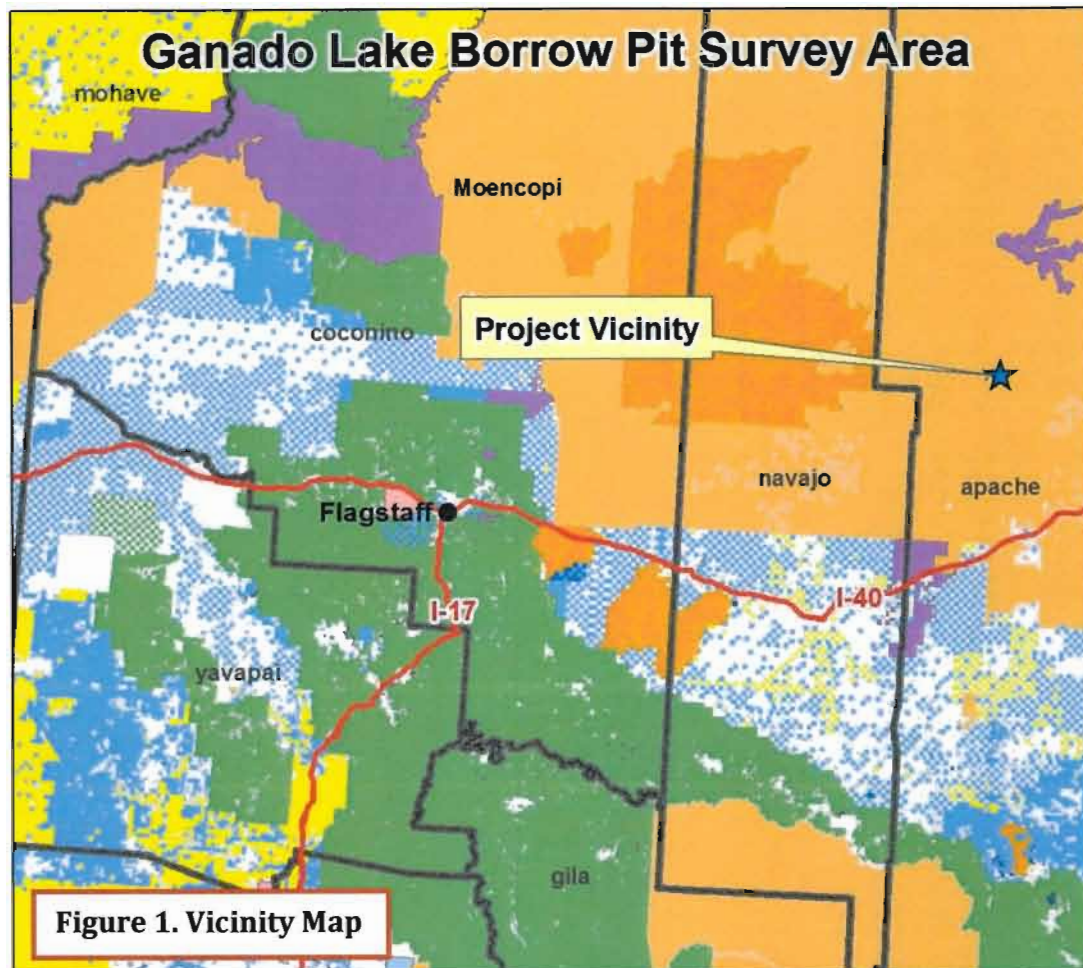 Ganado Lake Borrow Pit Survey Area
mohave
Moencopi
coconino
Project Vicinity
navajo
apache
Flagstaff
I-40
I-17
yavapai
gila
Figure 1. Vicinity Map